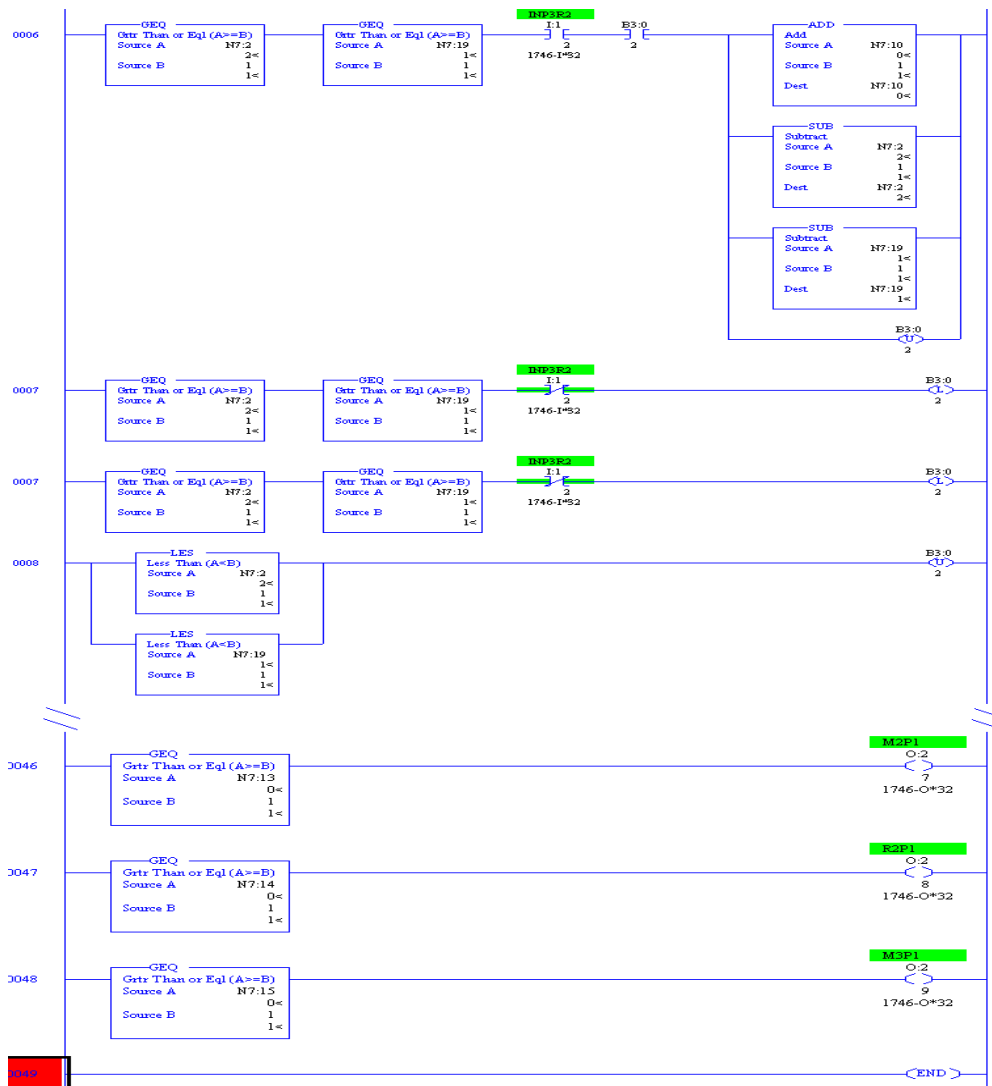 INP3R2
GEQ GEQ I:1 B3:0 ADD
0006 Grtr Than or Eql (A>=B) Grtr Than or Eql (A>=B) Add
Source A N7:2 Source A N7:19 2 2 Source A N7:10
2< 1< 1746-I*32 0<
Source B 1 Source B 1 Source B 1
1< 1< 1<
Dest N7:10
0<
SUB
Subtract
Source A N7:2
2<
Source B 1
1<
Dest N7:2
2<
SUB
Subtract
Source A N7:19
1<
Source B 1
1<
Dest N7:19
1<
B3:0
U
2
INP3R2
GEQ GEQ I:1 B3:0
0007 Grtr Than or Eql (A>=B) Grtr Than or Eql (A>=B) L
Source A N7:2 Source A N7:19 2 2
2< 1< 1746-I*32
Source B 1 Source B 1
1< 1<
INP3R2
GEQ GEQ I:1 B3:0
0007 Grtr Than or Eql (A>=B) Grtr Than or Eql (A>=B) L
Source A N7:2 Source A N7:19 2 2
2< 1< 1746-I*32
Source B 1 Source B 1
1< 1<
LES B3:0
0008 Less Than (A<B) U
Source A N7:2 2
2<
Source B 1
1<
LES
Less Than (A<B)
Source A N7:19
1<
Source B 1
1<
M2P1
GEQ O:2
0046 Grtr Than or Eql (A>=B)
Source A N7:13 7
0< 1746-O*32
Source B 1
1<
R2P1
GEQ O:2
0047 Grtr Than or Eql (A>=B)
Source A N7:14 8
0< 1746-O*32
Source B 1
1<
M3P1
GEQ O:2
0048 Grtr Than or Eql (A>=B)
Source A N7:15 9
0< 1746-O*32
Source B 1
1<
0049 END